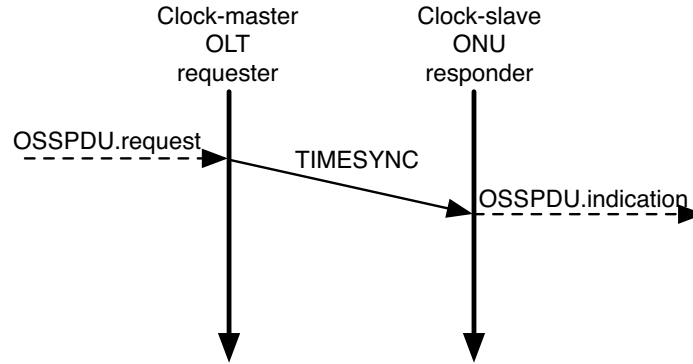 Clock-master
OLT
requester
Clock-slave
ONU
responder
OSSPDU.request
TIMESYNC
OSSPDU.indication